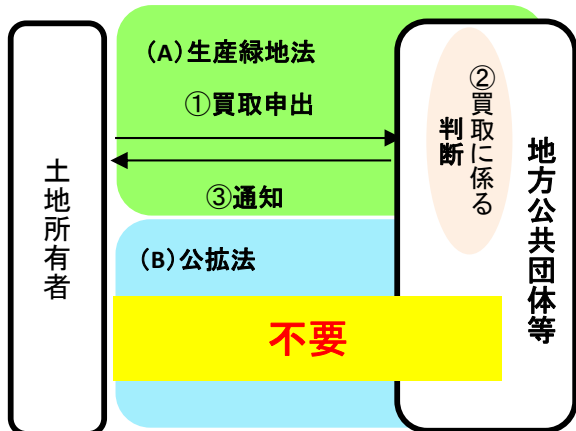 （A）生産緑地法
①買取申出
③通知
土地所有者
②買取に係る
判断
地方公共団体等
（B）公拡法
不要